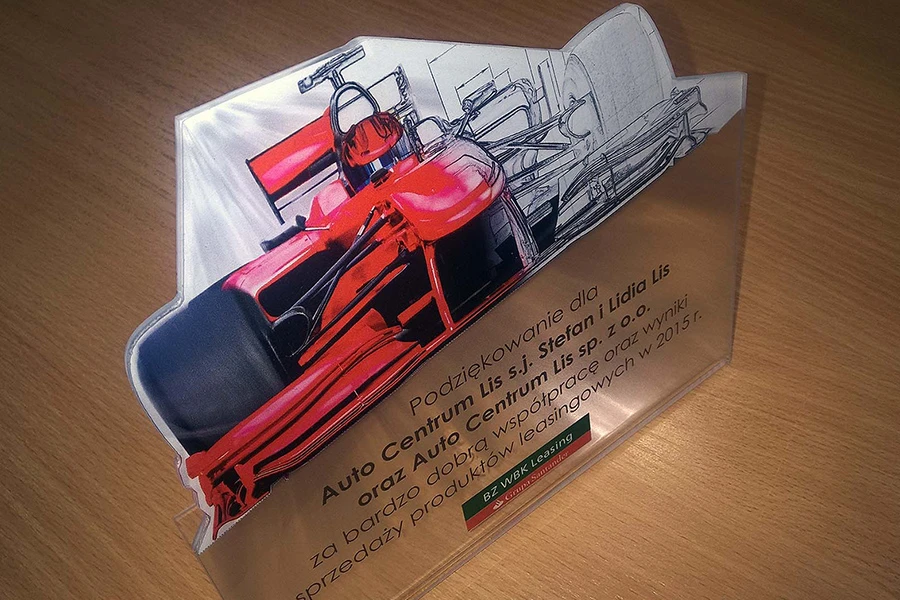 Podziękowanie dla
Auto Centrum Lis s.j. Stefan i Lidia Lis
oraz Auto Centrum Lis sp. z o.o.
za bardzo dobrą współpracę oraz wyniki
sprzedaży produktów leasingowych w 2015 r.
BZ WBK Leasing
Grupa Santander